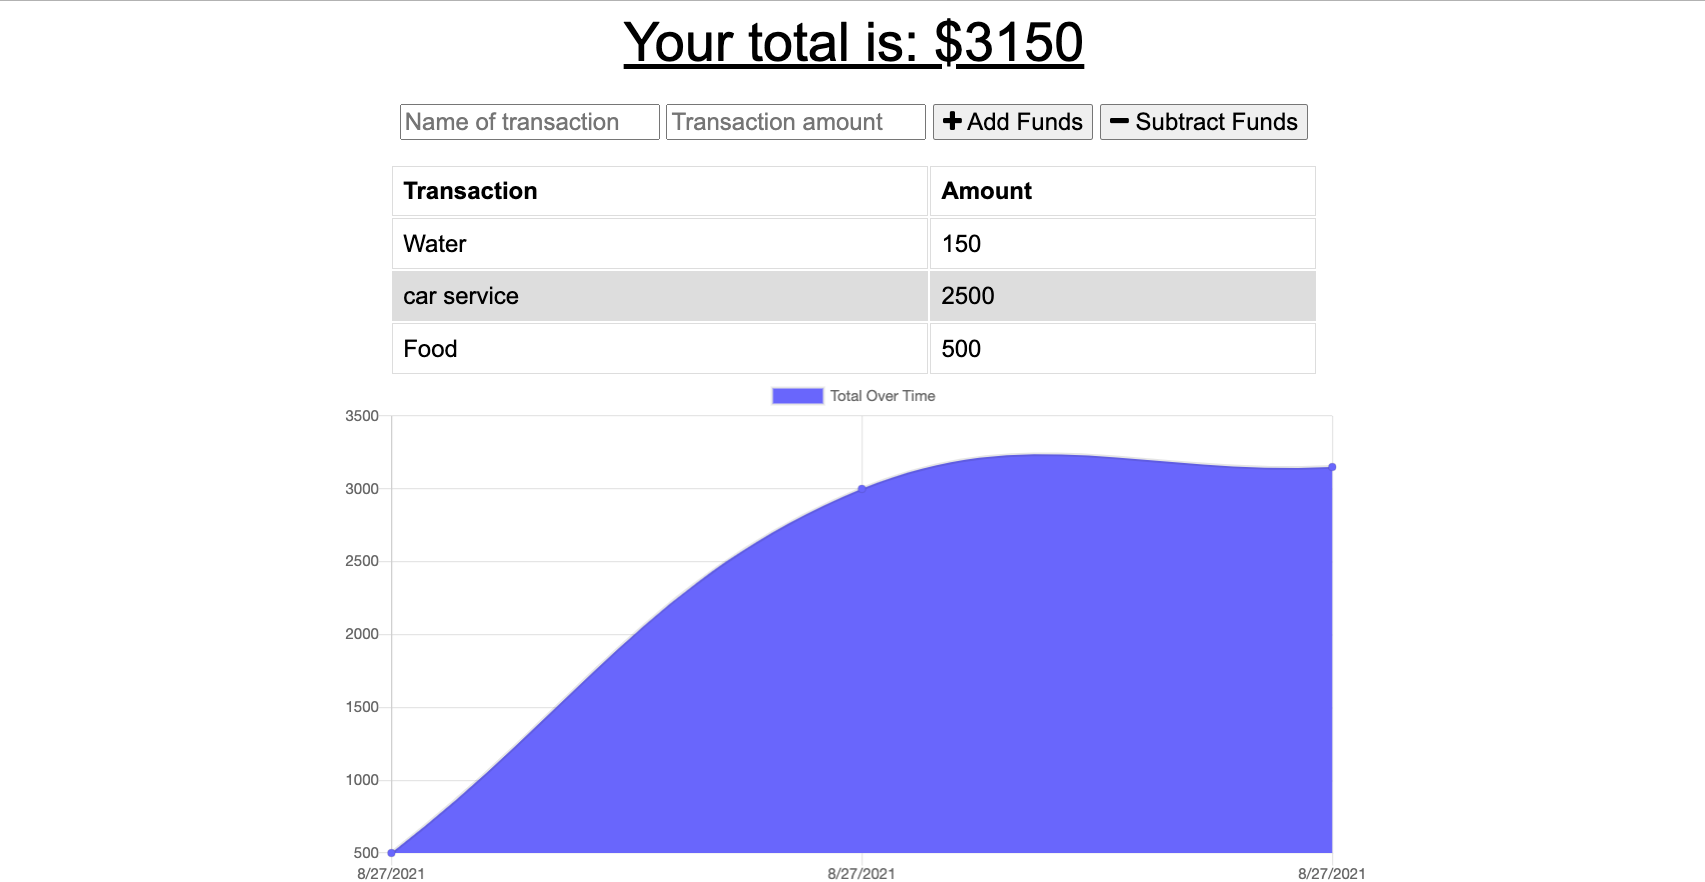 Your total is: $3150
Name of transaction Transaction amount Add Funds Subtract Funds
Transaction Amount
Water 150
car service 2500
Food 500
Total Over Time
3500
3000
2500
2000
1500
1000
500
8/27/2021 8/27/2021 8/27/2021